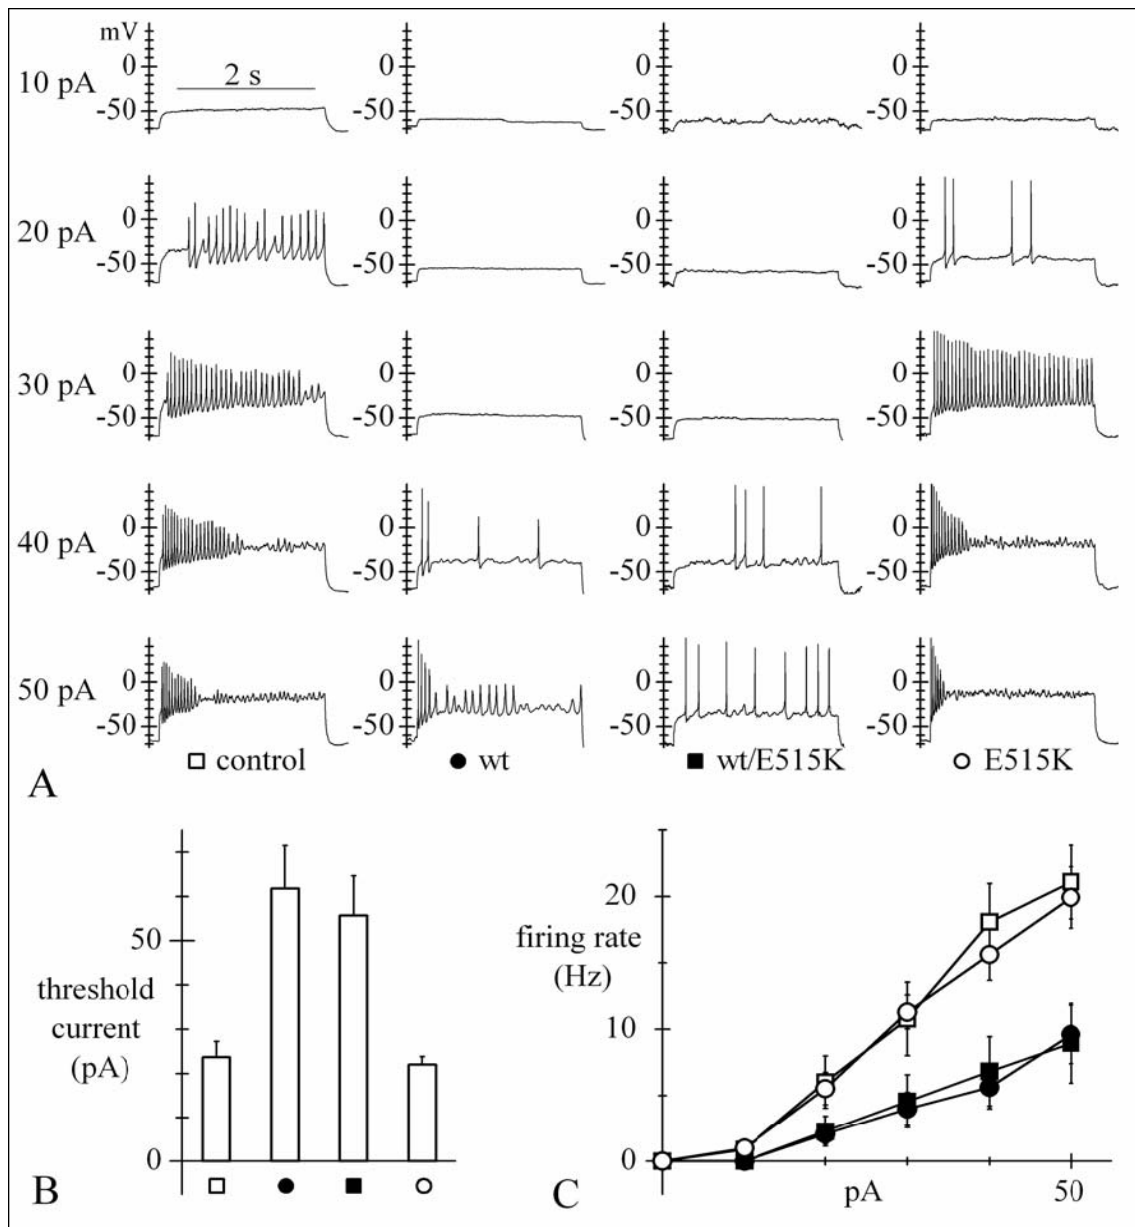 mV
10 pA 0 0 0 0
2 s
-50 -50 -50 -50
20 pA 0 0 0 0
-50 -50 -50 -50
30 pA 0 0 0 0
-50 -50 -50 -50
40 pA 0 0 0 0
-50 -50 -50 -50
50 pA 0 0 0 0
-50 -50 -50 -50
control wt wt/E515K E515K
A
50
threshold
current
(pA)
0
B
20
firing rate
(Hz)
10
0
pA 50
C